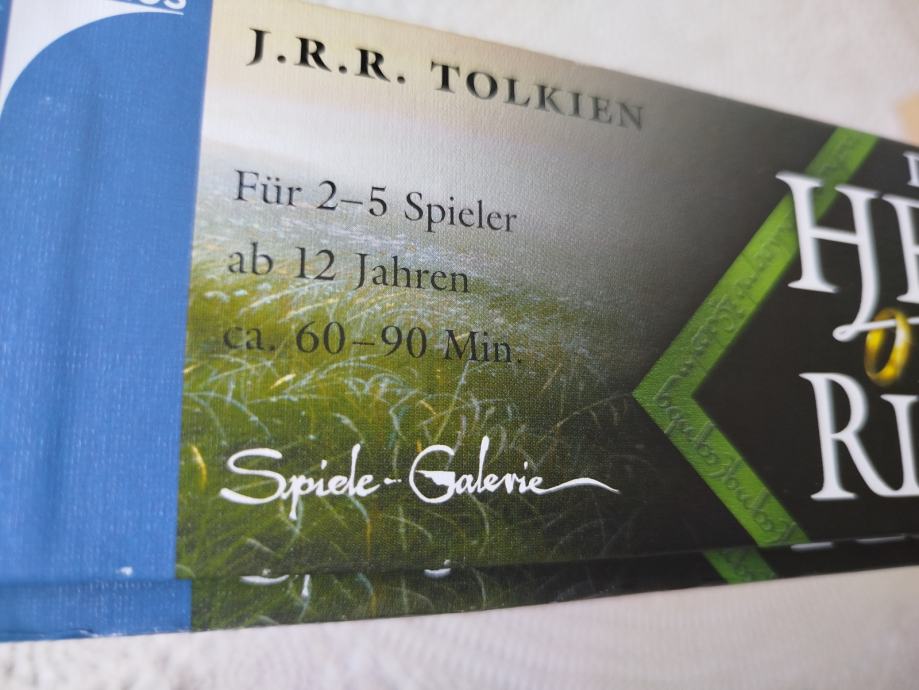 J.R.R. TOLKIEN
Für 2–5 Spieler
ab 12 Jahren
ca. 60–90 Min.
Spiele-Galerie